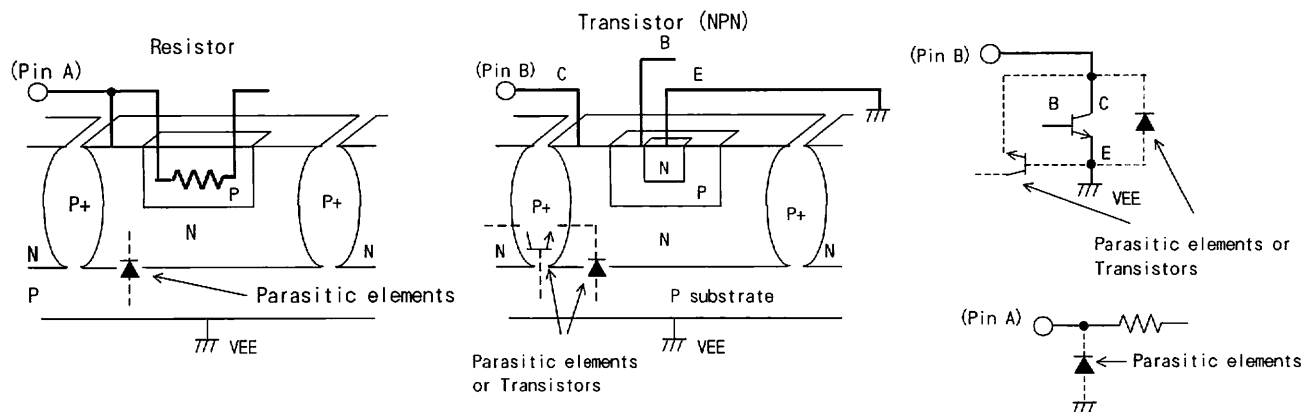 Resistor
(Pin A)
P+
N
P
P+
N
N
P
Parasitic elements
VEE
Transistor (NPN)
(Pin B)
C
B
E
N
P
P+
P+
N
N
N
P substrate
VEE
Parasitic elements
or Transistors
(Pin B)
B
C
E
VEE
Parasitic elements or
Transistors
(Pin A)
Parasitic elements